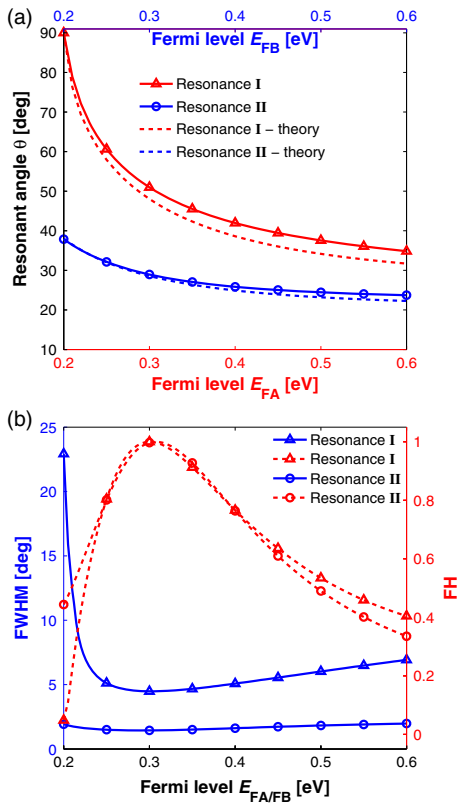 (a)
0.2 0.3 0.4 0.5 0.6
Fermi level E_FB [eV]
90
80
70
60
50
40
30
20
10
Resonant angle θ [deg]
Resonance I
Resonance II
Resonance I – theory
Resonance II – theory
0.2 0.3 0.4 0.5 0.6
Fermi level E_FA [eV]
(b)
25
20
15
10
5
0
FWHM [deg]
Resonance I
Resonance I
Resonance II
Resonance II
1
0.8
0.6
0.4
0.2
0
FH
0.2 0.3 0.4 0.5 0.6
Fermi level E_FA/FB [eV]